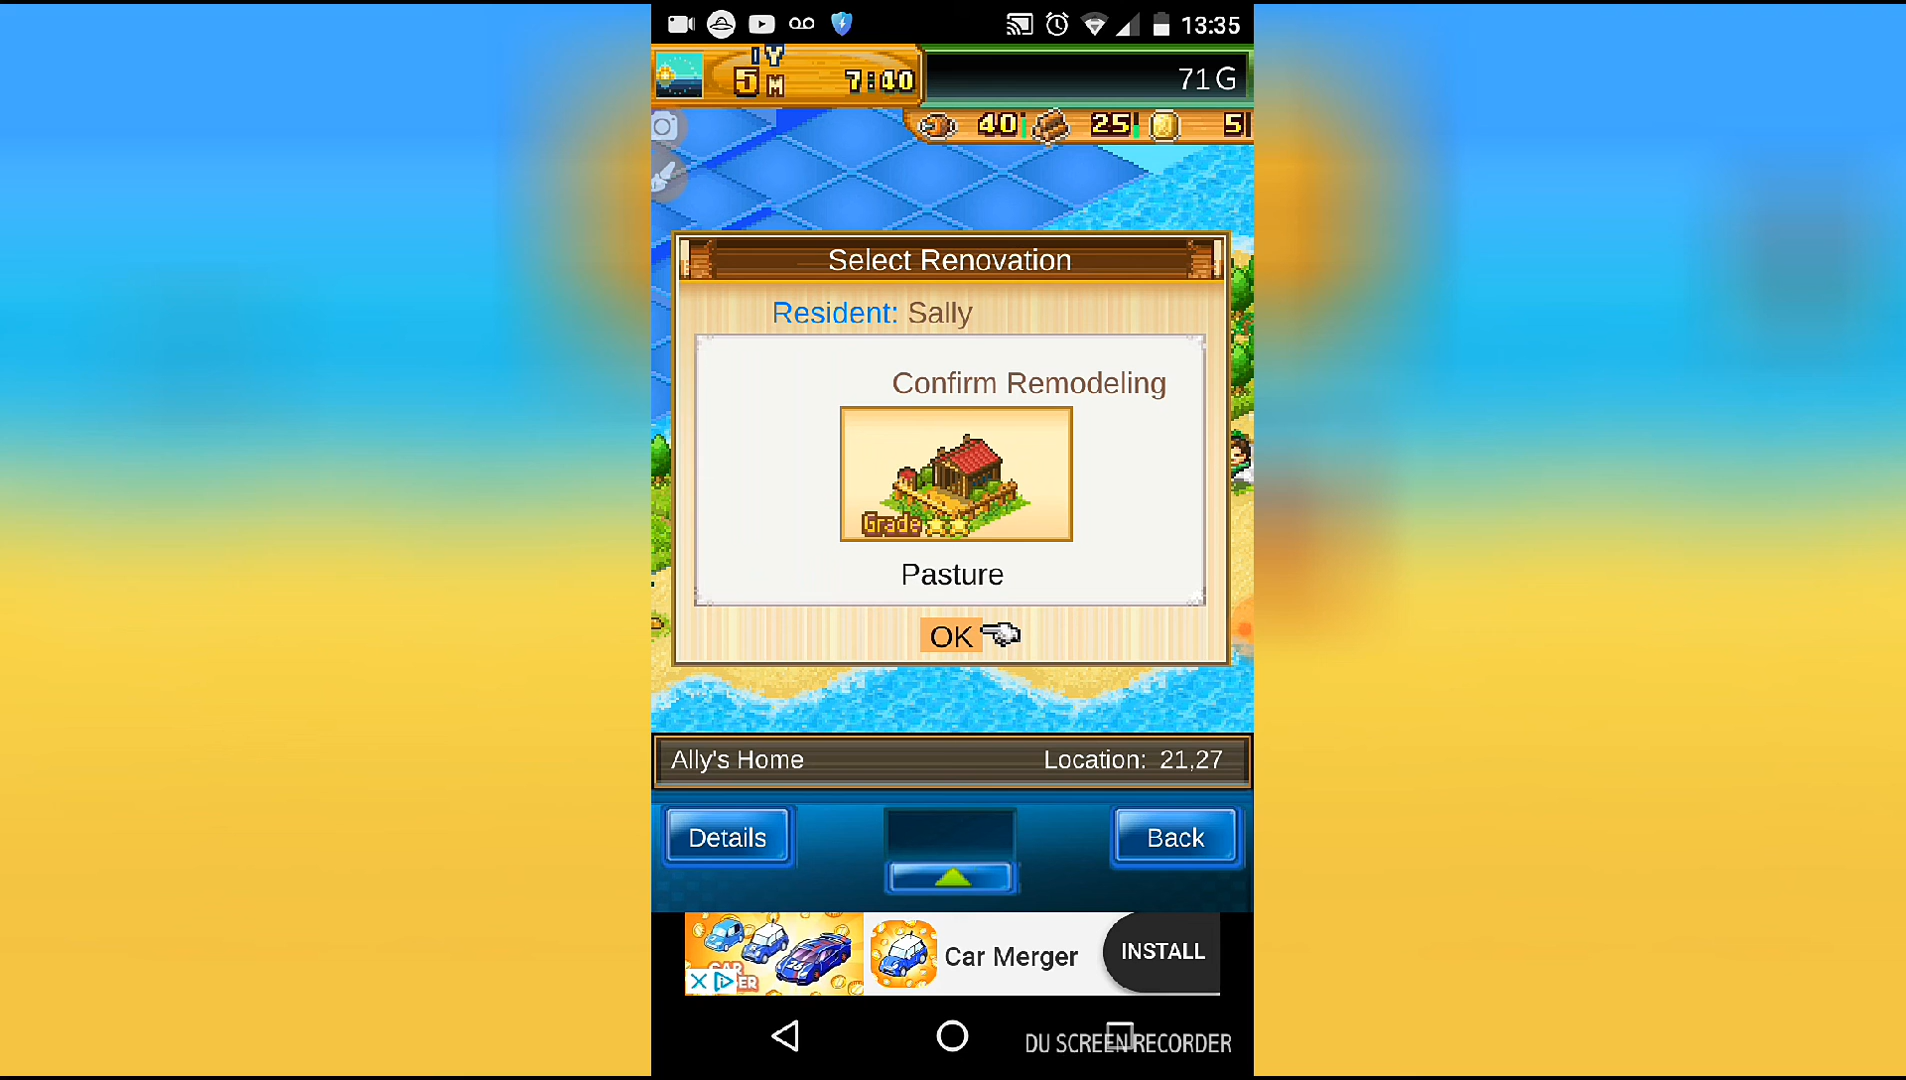 13:35
1Y
5M 7:40
71G
40 25 5
Select Renovation
Resident: Sally
Confirm Remodeling
Grade
Pasture
OK
Ally's Home Location: 21,27
Details Back
Car Merger INSTALL
DU SCREEN RECORDER